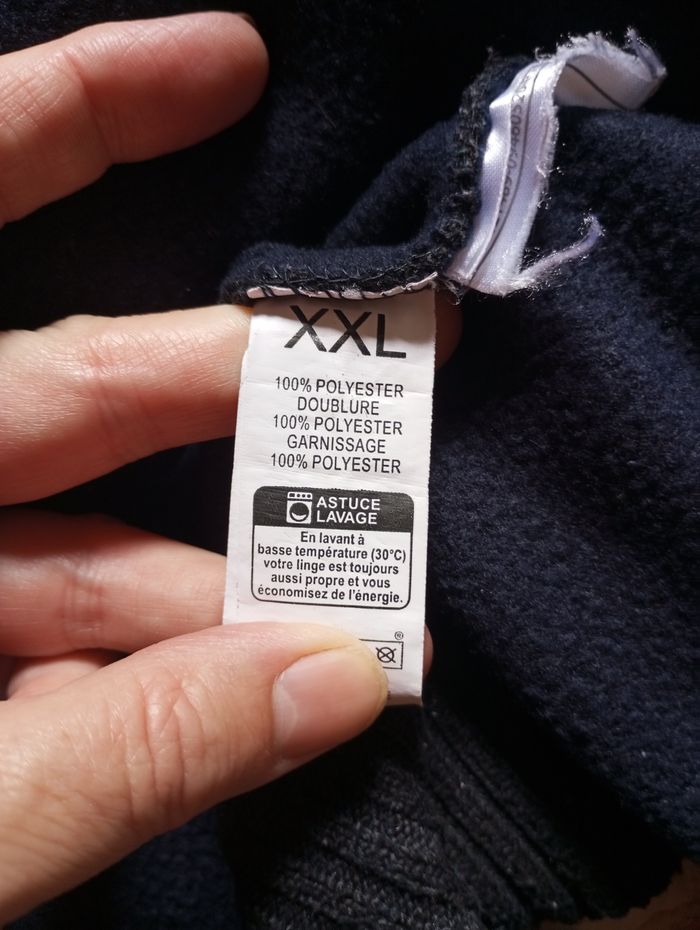 XXL
100% POLYESTER
DOUBLURE
100% POLYESTER
GARNISSAGE
100% POLYESTER
ASTUCE
LAVAGE
En lavant à
basse température (30°C)
votre linge est toujours
aussi propre et vous
économisez de l'énergie.
®